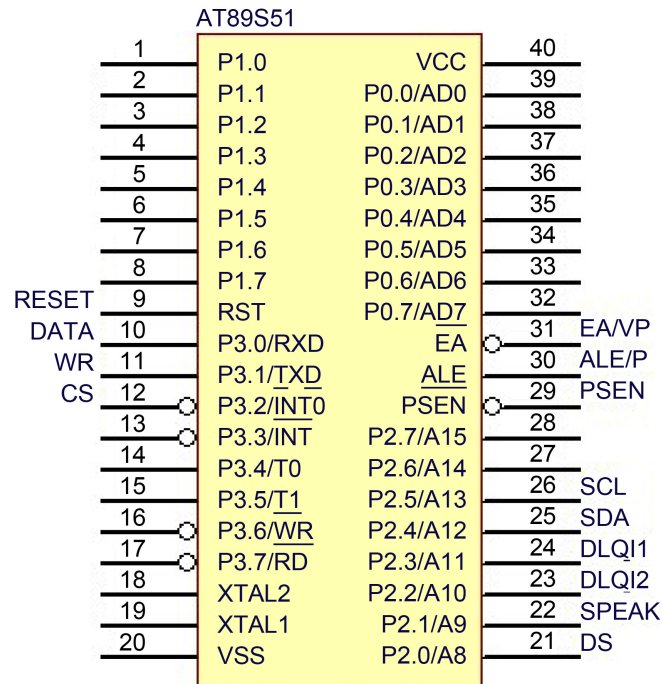 AT89S51
1 P1.0 VCC 40
2 P1.1 P0.0/AD0 39
3 P1.2 P0.1/AD1 38
4 P1.3 P0.2/AD2 37
5 P1.4 P0.3/AD3 36
6 P1.5 P0.4/AD4 35
7 P1.6 P0.5/AD5 34
8 P1.7 P0.6/AD6 33
RESET 9 RST P0.7/AD7 32
DATA 10 P3.0/RXD EA 31 EA/VP
WR 11 P3.1/TXD ALE 30 ALE/P
CS 12 P3.2/INT0 PSEN 29 PSEN
13 P3.3/INT P2.7/A15 28
14 P3.4/T0 P2.6/A14 27
15 P3.5/T1 P2.5/A13 26 SCL
16 P3.6/WR P2.4/A12 25 SDA
17 P3.7/RD P2.3/A11 24 DLQI1
18 XTAL2 P2.2/A10 23 DLQI2
19 XTAL1 P2.1/A9 22 SPEAK
20 VSS P2.0/A8 21 DS